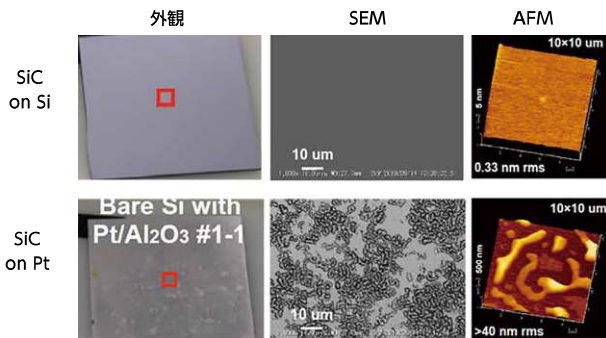 外観 SEM AFM
SiC
on Si
10 um
10×10 um
5 nm
0.33 nm rms
SiC
on Pt
Bare Si with
Pt/Al₂O₃ #1-1
10 um
10×10 um
500 nm
>40 nm rms